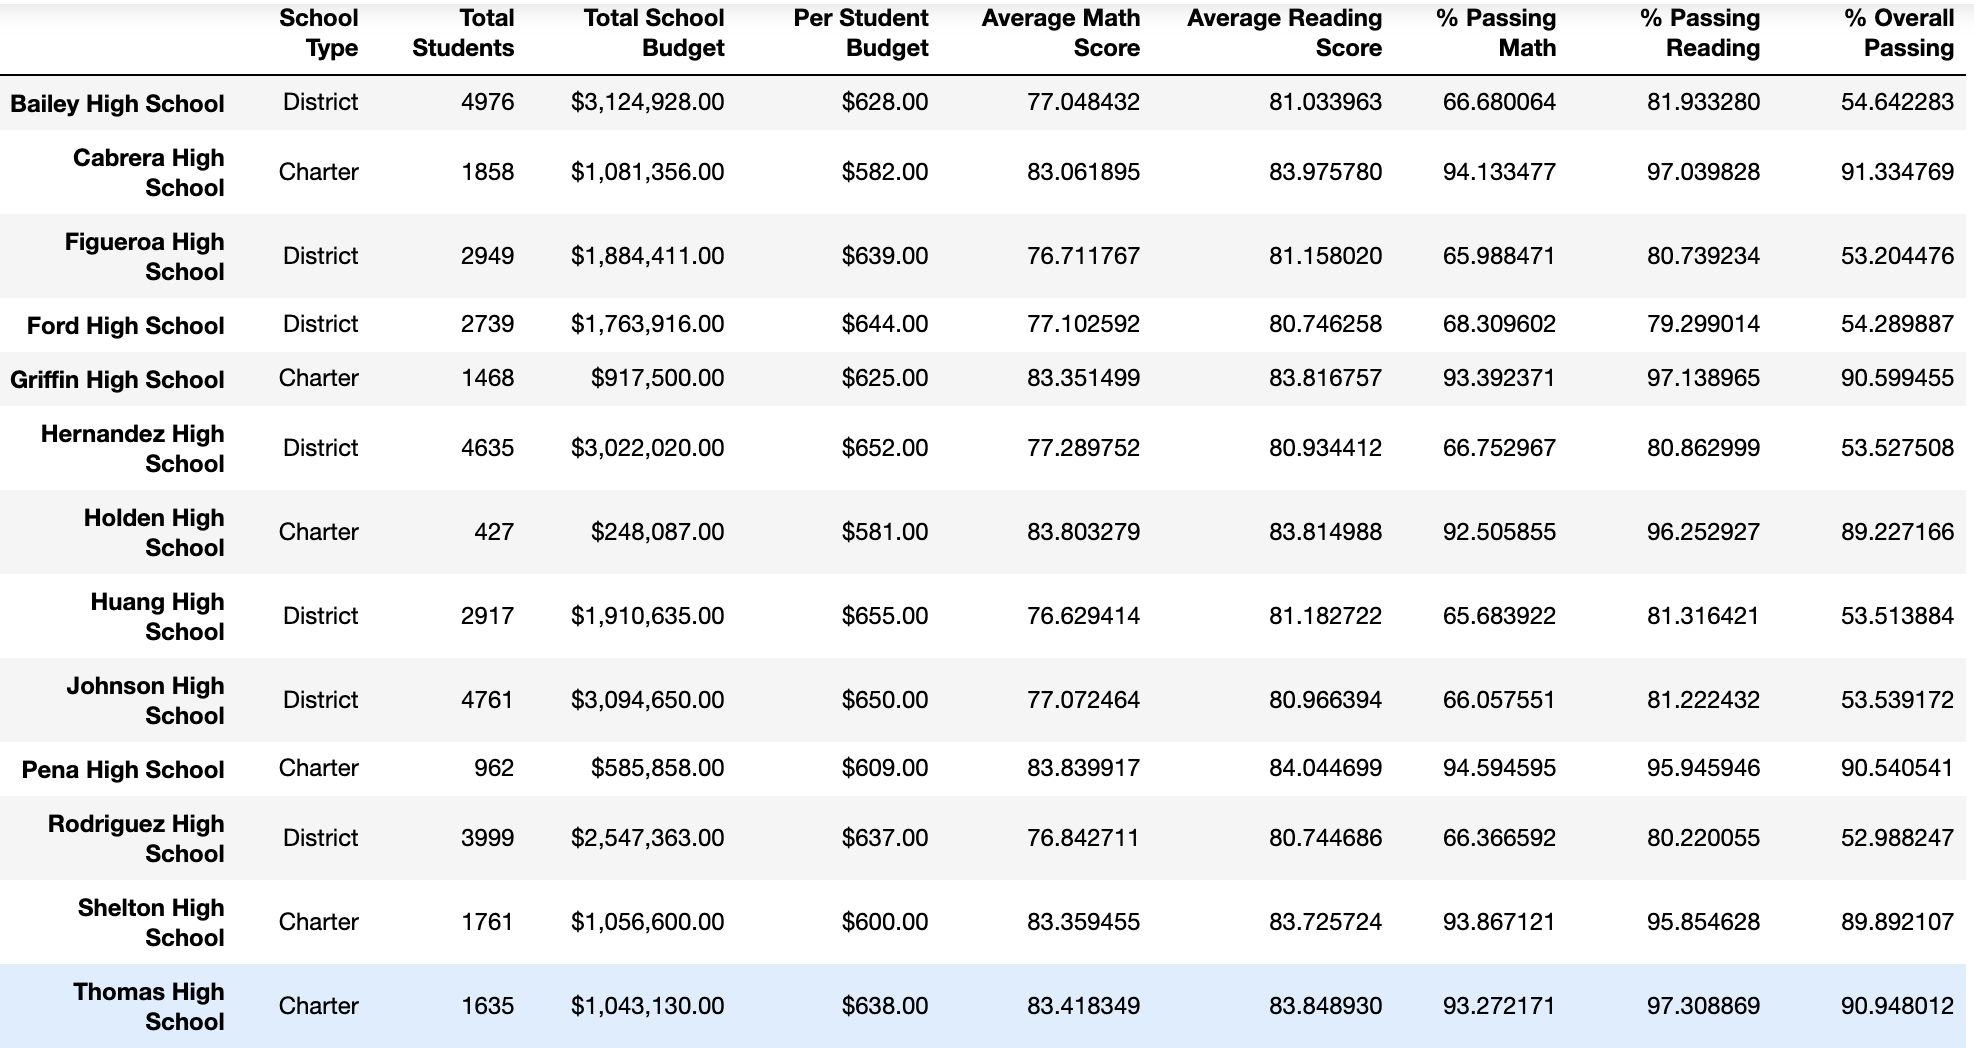 School Type Total Students Total School Budget Per Student Budget Average Math Score Average Reading Score % Passing Math % Passing Reading % Overall Passing
Bailey High School District 4976 $3,124,928.00 $628.00 77.048432 81.033963 66.680064 81.933280 54.642283
Cabrera High School Charter 1858 $1,081,356.00 $582.00 83.061895 83.975780 94.133477 97.039828 91.334769
Figueroa High School District 2949 $1,884,411.00 $639.00 76.711767 81.158020 65.988471 80.739234 53.204476
Ford High School District 2739 $1,763,916.00 $644.00 77.102592 80.746258 68.309602 79.299014 54.289887
Griffin High School Charter 1468 $917,500.00 $625.00 83.351499 83.816757 93.392371 97.138965 90.599455
Hernandez High School District 4635 $3,022,020.00 $652.00 77.289752 80.934412 66.752967 80.862999 53.527508
Holden High School Charter 427 $248,087.00 $581.00 83.803279 83.814988 92.505855 96.252927 89.227166
Huang High School District 2917 $1,910,635.00 $655.00 76.629414 81.182722 65.683922 81.316421 53.513884
Johnson High School District 4761 $3,094,650.00 $650.00 77.072464 80.966394 66.057551 81.222432 53.539172
Pena High School Charter 962 $585,858.00 $609.00 83.839917 84.044699 94.594595 95.945946 90.540541
Rodriguez High School District 3999 $2,547,363.00 $637.00 76.842711 80.744686 66.366592 80.220055 52.988247
Shelton High School Charter 1761 $1,056,600.00 $600.00 83.359455 83.725724 93.867121 95.854628 89.892107
Thomas High School Charter 1635 $1,043,130.00 $638.00 83.418349 83.848930 93.272171 97.308869 90.948012